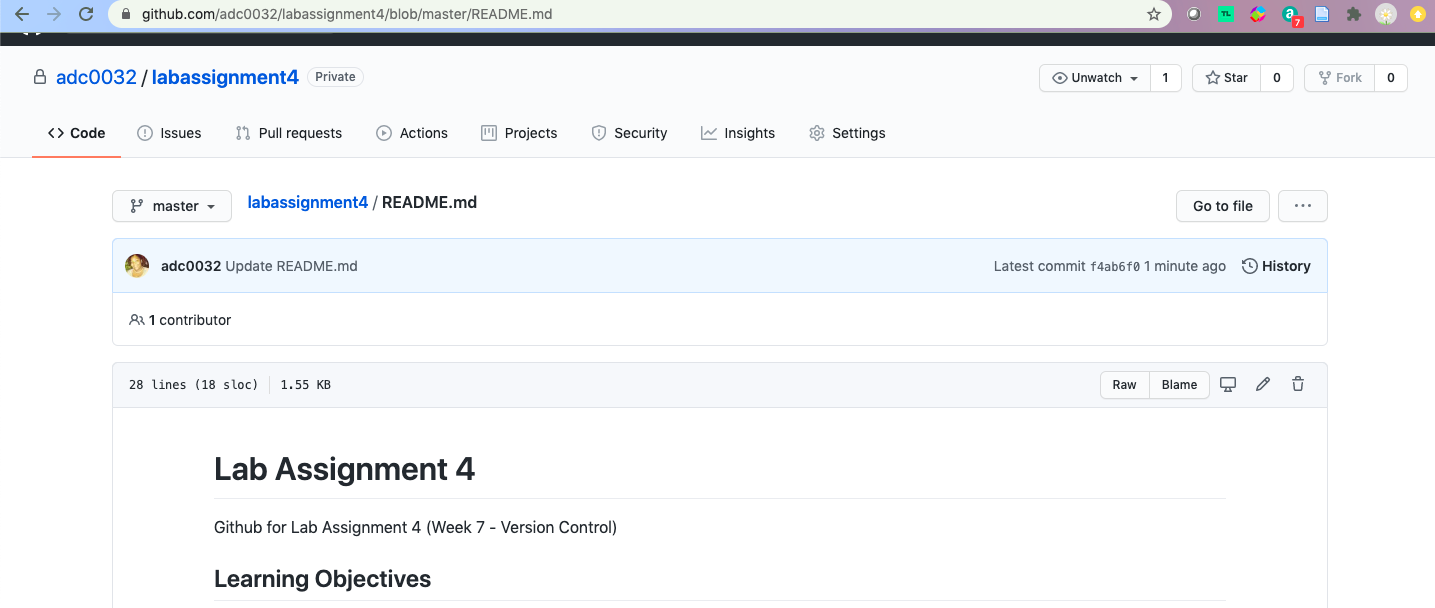 github.com/adc0032/labassignment4/blob/master/README.md
TL
a
7
adc0032 / labassignment4 Private
Unwatch 1 Star 0 Fork 0
Code Issues Pull requests Actions Projects Security Insights Settings
master labassignment4 / README.md Go to file ...
adc0032 Update README.md Latest commit f4ab6f0 1 minute ago History
1 contributor
28 lines (18 sloc) 1.55 KB Raw Blame
Lab Assignment 4
Github for Lab Assignment 4 (Week 7 - Version Control)
Learning Objectives